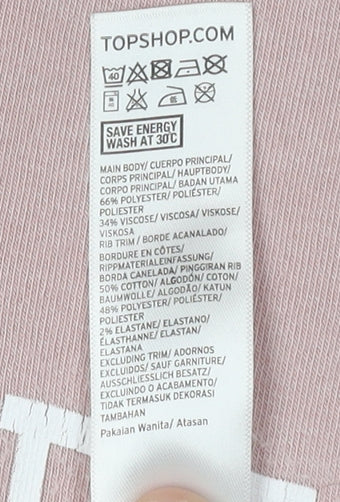 TOPSHOP.COM
40
SAVE ENERGY
WASH AT 30°C
MAIN BODY/ CUERPO PRINCIPAL/
CORPS PRINCIPAL/ HAUPTBODY/
CORPO PRINCIPAL/ BADAN UTAMA
66% POLYESTER/ POLIÉSTER/
POLIESTER
34% VISCOSE/ VISCOSA/ VISKOSE/
VISKOSA
RIB TRIM / BORDE ACANALADO/
BORDURE EN CÔTES/
RIPPMATERIALEINFASSUNG/
BORDA CANELADA/ PINGGIRAN RIB
50% COTTON/ ALGODÓN/ COTON/
BAUMWOLLE/ ALGODÃO/ KATUN
48% POLYESTER/ POLIÉSTER/
POLIESTER
2% ELASTANE/ ELASTANO/
ÉLASTHANNE/ ELASTAN/
ELASTANA
EXCLUDING TRIM/ ADORNOS
EXCLUIDOS/ SAUF GARNITURE/
AUSSCHLIESSLICH BESATZ/
EXCLUINDO O ACABAMENTO/
TIDAK TERMASUK DEKORASI
TAMBAHAN
Pakaian Wanita/ Atasan